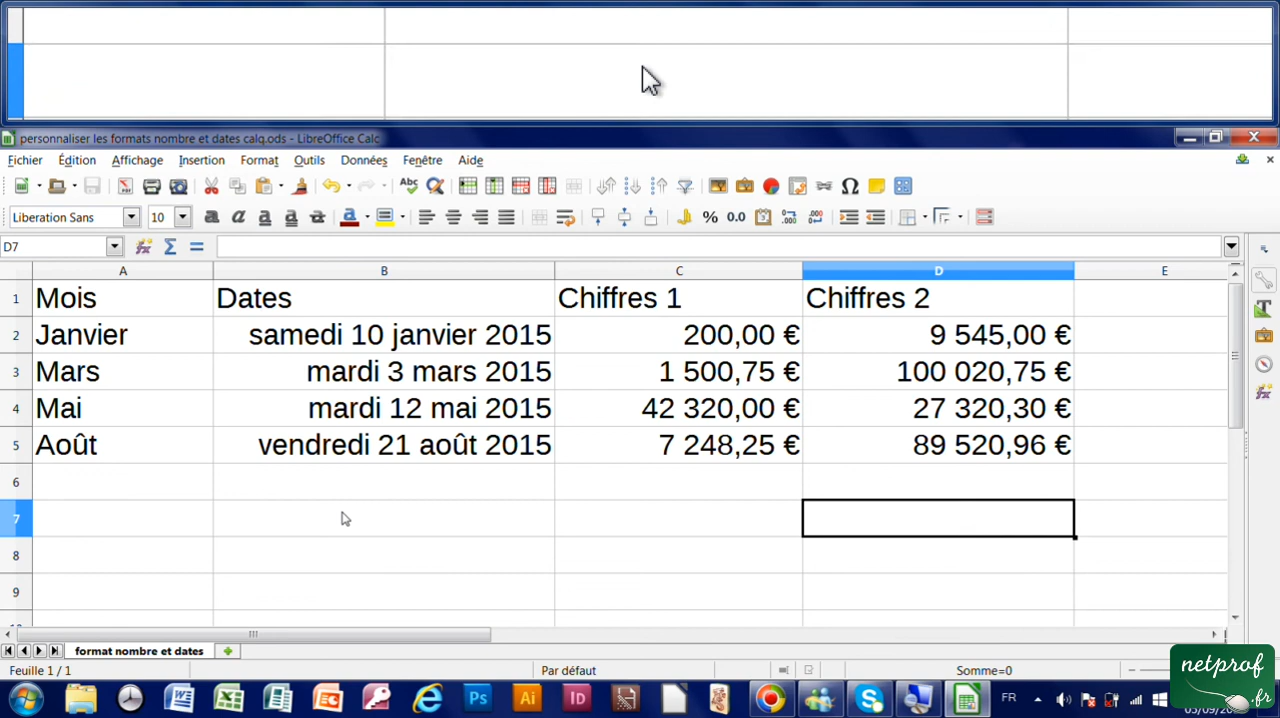 personnaliser les formats nombre et dates calq.ods - LibreOffice Calc
Fichier Édition Affichage Insertion Format Outils Données Fenêtre Aide
Liberation Sans 10
D7
A B C D E
1 Mois Dates Chiffres 1 Chiffres 2
2 Janvier samedi 10 janvier 2015 200,00 € 9 545,00 €
3 Mars mardi 3 mars 2015 1 500,75 € 100 020,75 €
4 Mai mardi 12 mai 2015 42 320,00 € 27 320,30 €
5 Août vendredi 21 août 2015 7 248,25 € 89 520,96 €
6
7
8
9
format nombre et dates
Feuille 1 / 1 Par défaut Somme=0
netprof
.fr
Ps Ai Id FR